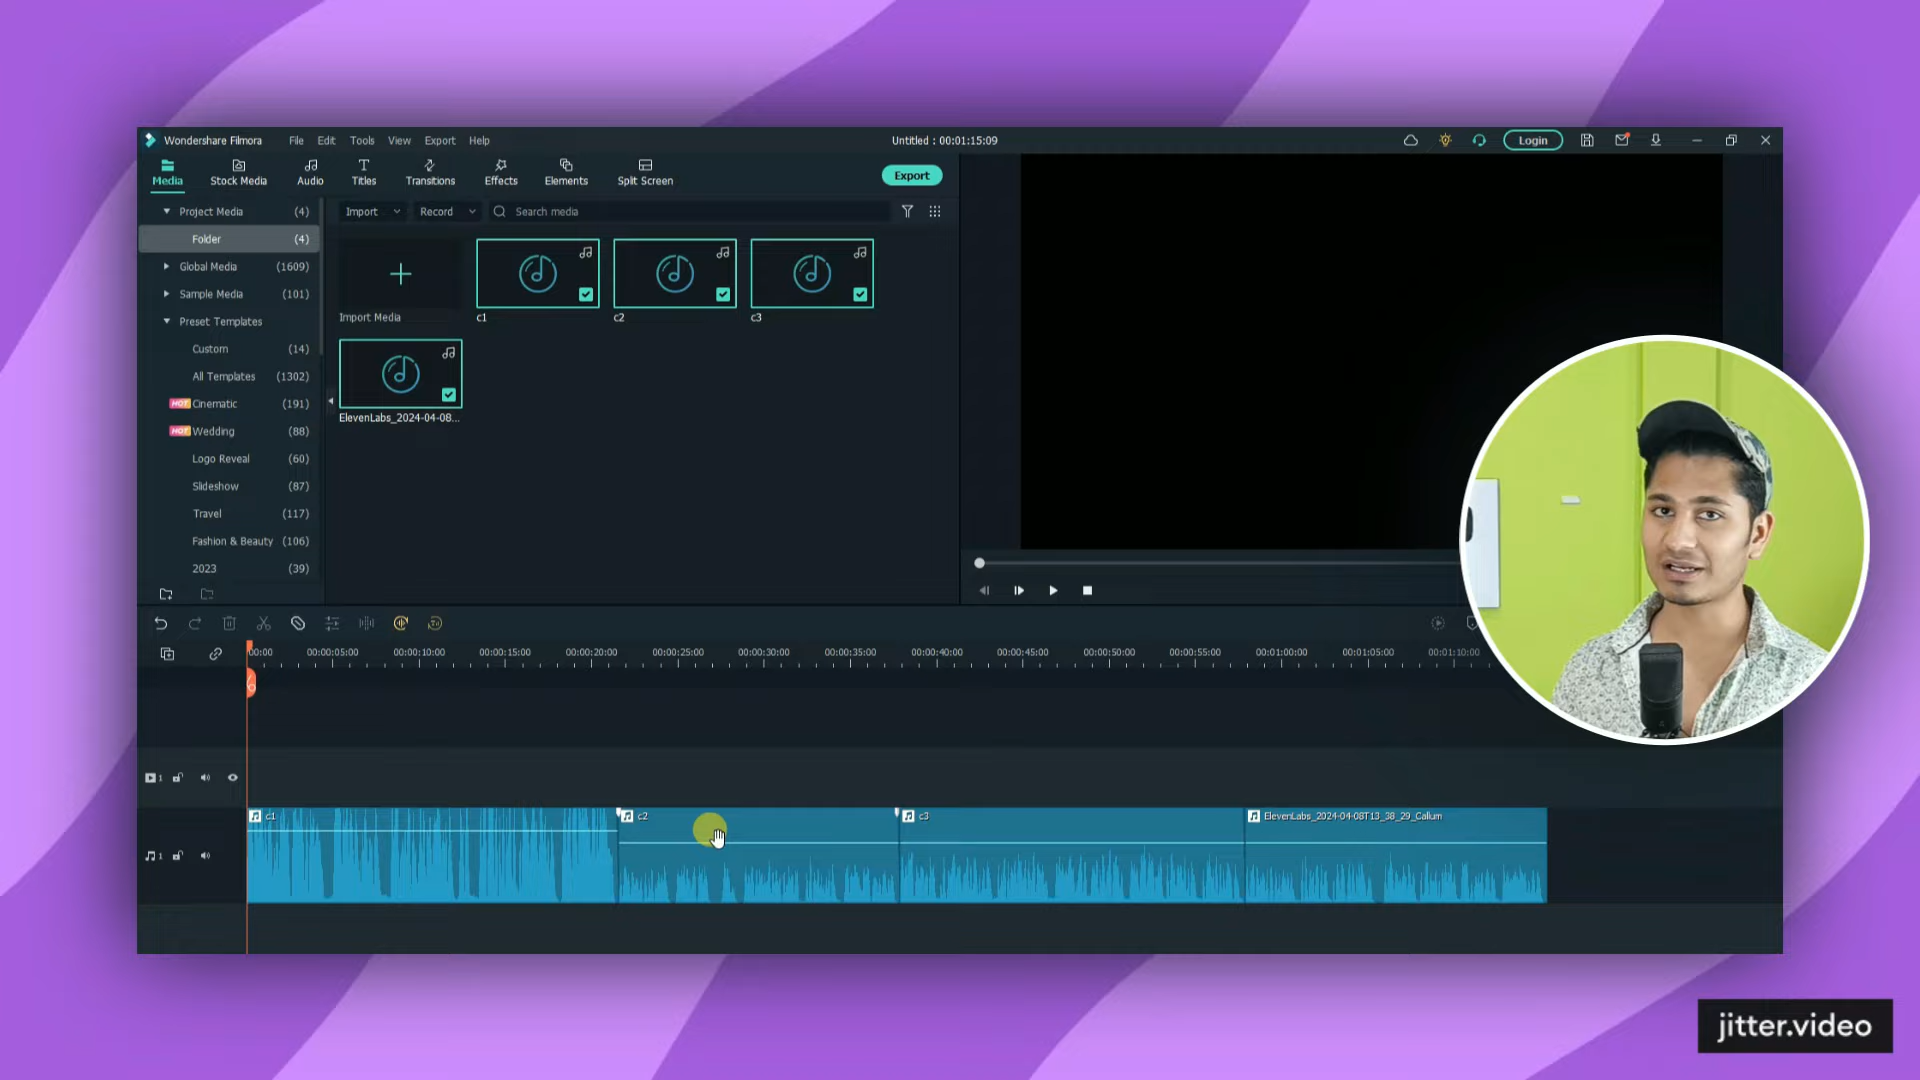 Wondershare Filmora File Edit Tools View Export Help Untitled : 00:01:15:09 Login
Media Stock Media Audio Titles Transitions Effects Elements Split Screen Export
Project Media (4)
Import Record Search media
Folder (4)
Global Media (1609)
Sample Media (101)
Import Media c1 c2 c3
Preset Templates
Custom (14)
All Templates (1302)
HOT Cinematic (191)
ElevenLabs_2024-04-08...
HOT Wedding (88)
Logo Reveal (60)
Slideshow (87)
Travel (117)
Fashion & Beauty (106)
2023 (39)
00:00 00:00:05:00 00:00:10:00 00:00:15:00 00:00:20:00 00:00:25:00 00:00:30:00 00:00:35:00 00:00:40:00 00:00:45:00 00:00:50:00 00:00:55:00 00:01:00:00 00:01:05:00 00:01:10:00
1
c1 c2 c3 ElevenLabs_2024-04-08T13_38_29_Callum
1
jitter.video